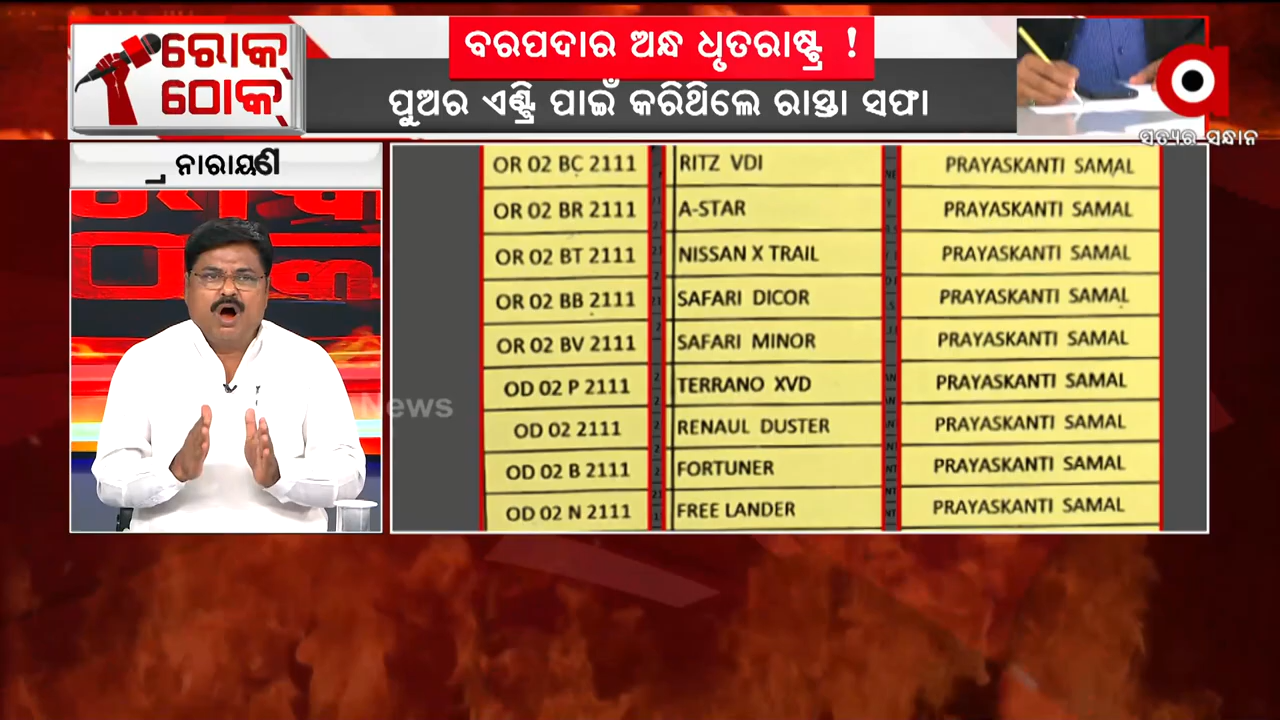 ରୋକ୍
ଠୋକ୍
ବରପଦାର ଅନ୍ଧ ଧୃତରାଷ୍ଟ୍ର !
ପୁଅର ଏଣ୍ଟ୍ରି ପାଇଁ କରିଥିଲେ ରାସ୍ତା ସଫା
ସତ୍ୟର ସନ୍ଧାନ
ନାରାୟଣୀ
OR 02 BC 2111 RITZ VDI PRAYASKANTI SAMAL
OR 02 BR 2111 A-STAR PRAYASKANTI SAMAL
OR 02 BT 2111 NISSAN X TRAIL PRAYASKANTI SAMAL
OR 02 BB 2111 SAFARI DICOR PRAYASKANTI SAMAL
OR 02 BV 2111 SAFARI MINOR PRAYASKANTI SAMAL
OD 02 P 2111 TERRANO XVD PRAYASKANTI SAMAL
OD 02 2111 RENAUL DUSTER PRAYASKANTI SAMAL
OD 02 B 2111 FORTUNER PRAYASKANTI SAMAL
OD 02 N 2111 FREE LANDER PRAYASKANTI SAMAL
News